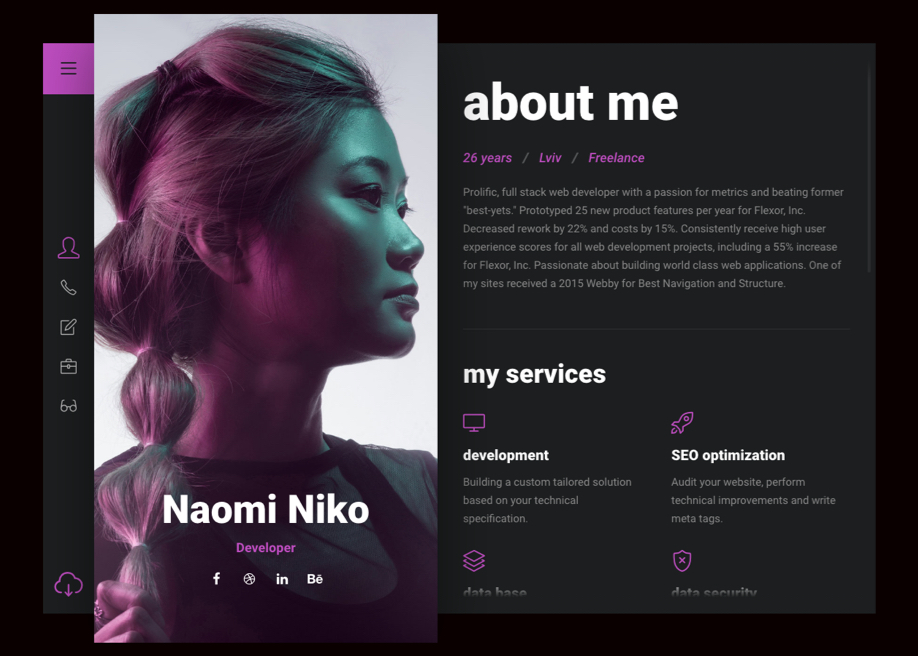 about me
26 years / Lviv / Freelance
Prolific, full stack web developer with a passion for metrics and beating former
"best-yets." Prototyped 25 new product features per year for Flexor, Inc.
Decreased rework by 22% and costs by 15%. Consistently receive high user
experience scores for all web development projects, including a 55% increase
for Flexor, Inc. Passionate about building world class web applications. One of
my sites received a 2015 Webby for Best Navigation and Structure.
my services
development
Building a custom tailored solution
based on your technical
specification.
SEO optimization
Audit your website, perform
technical improvements and write
meta tags.
data base
data security
Naomi Niko
Developer
f in Bē